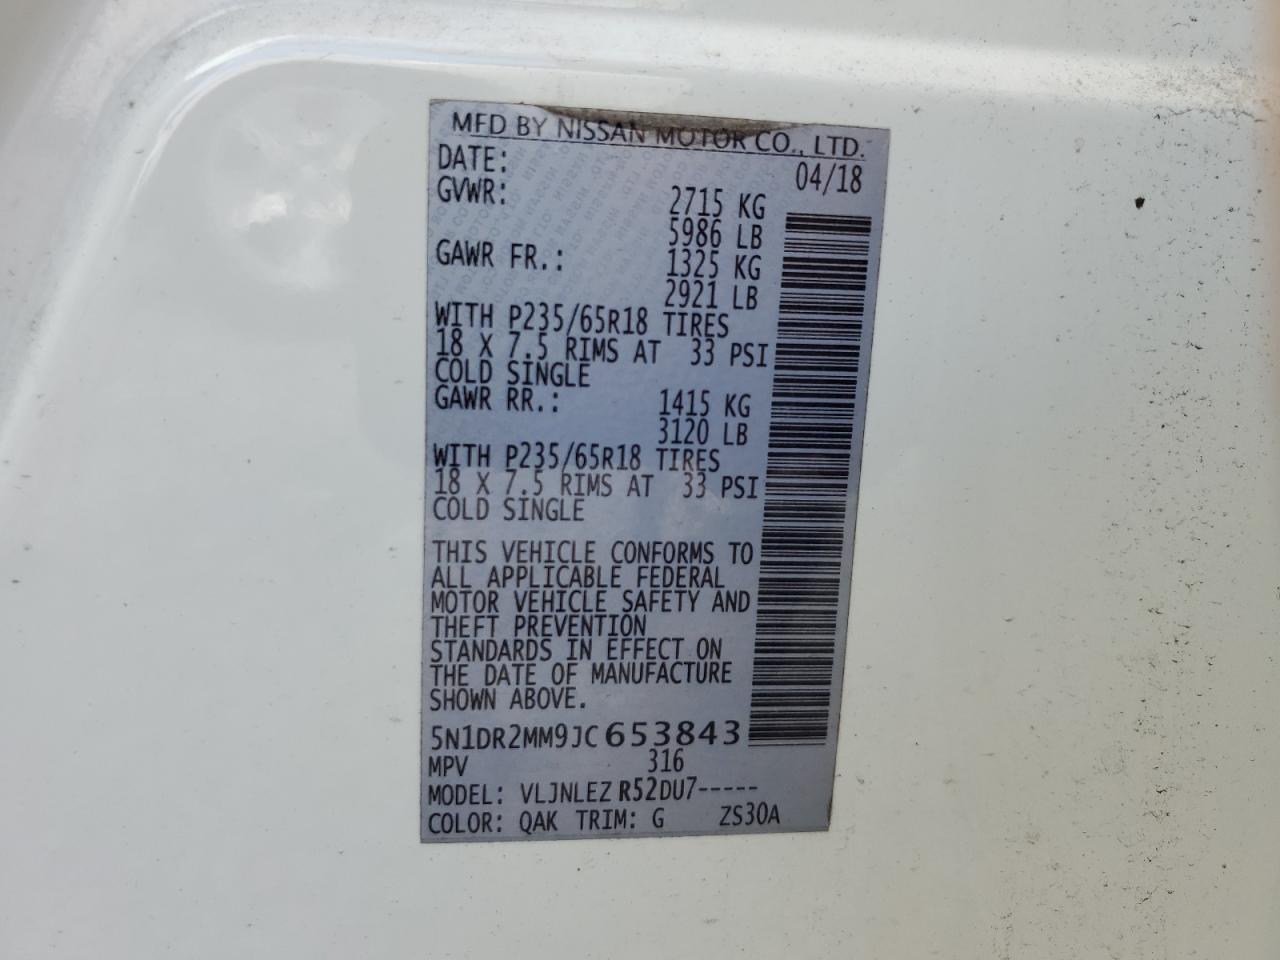 MFD BY NISSAN MOTOR CO., LTD.
DATE: 04/18
GVWR: 2715 KG
5986 LB
GAWR FR.: 1325 KG
2921 LB
WITH P235/65R18 TIRES
18 X 7.5 RIMS AT 33 PSI
COLD SINGLE
GAWR RR.: 1415 KG
3120 LB
WITH P235/65R18 TIRES
18 X 7.5 RIMS AT 33 PSI
COLD SINGLE
THIS VEHICLE CONFORMS TO
ALL APPLICABLE FEDERAL
MOTOR VEHICLE SAFETY AND
THEFT PREVENTION
STANDARDS IN EFFECT ON
THE DATE OF MANUFACTURE
SHOWN ABOVE.
5N1DR2MM9JC653843
MPV 316
MODEL: VLJNLEZ R52DU7-----
COLOR: QAK TRIM: G ZS30A